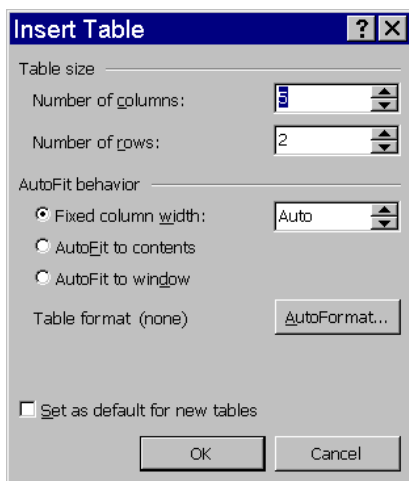 Insert Table
Table size
Number of columns: 5
Number of rows: 2
AutoFit behavior
Fixed column width: Auto
AutoFit to contents
AutoFit to window
Table format (none) AutoFormat...
Set as default for new tables
OK Cancel